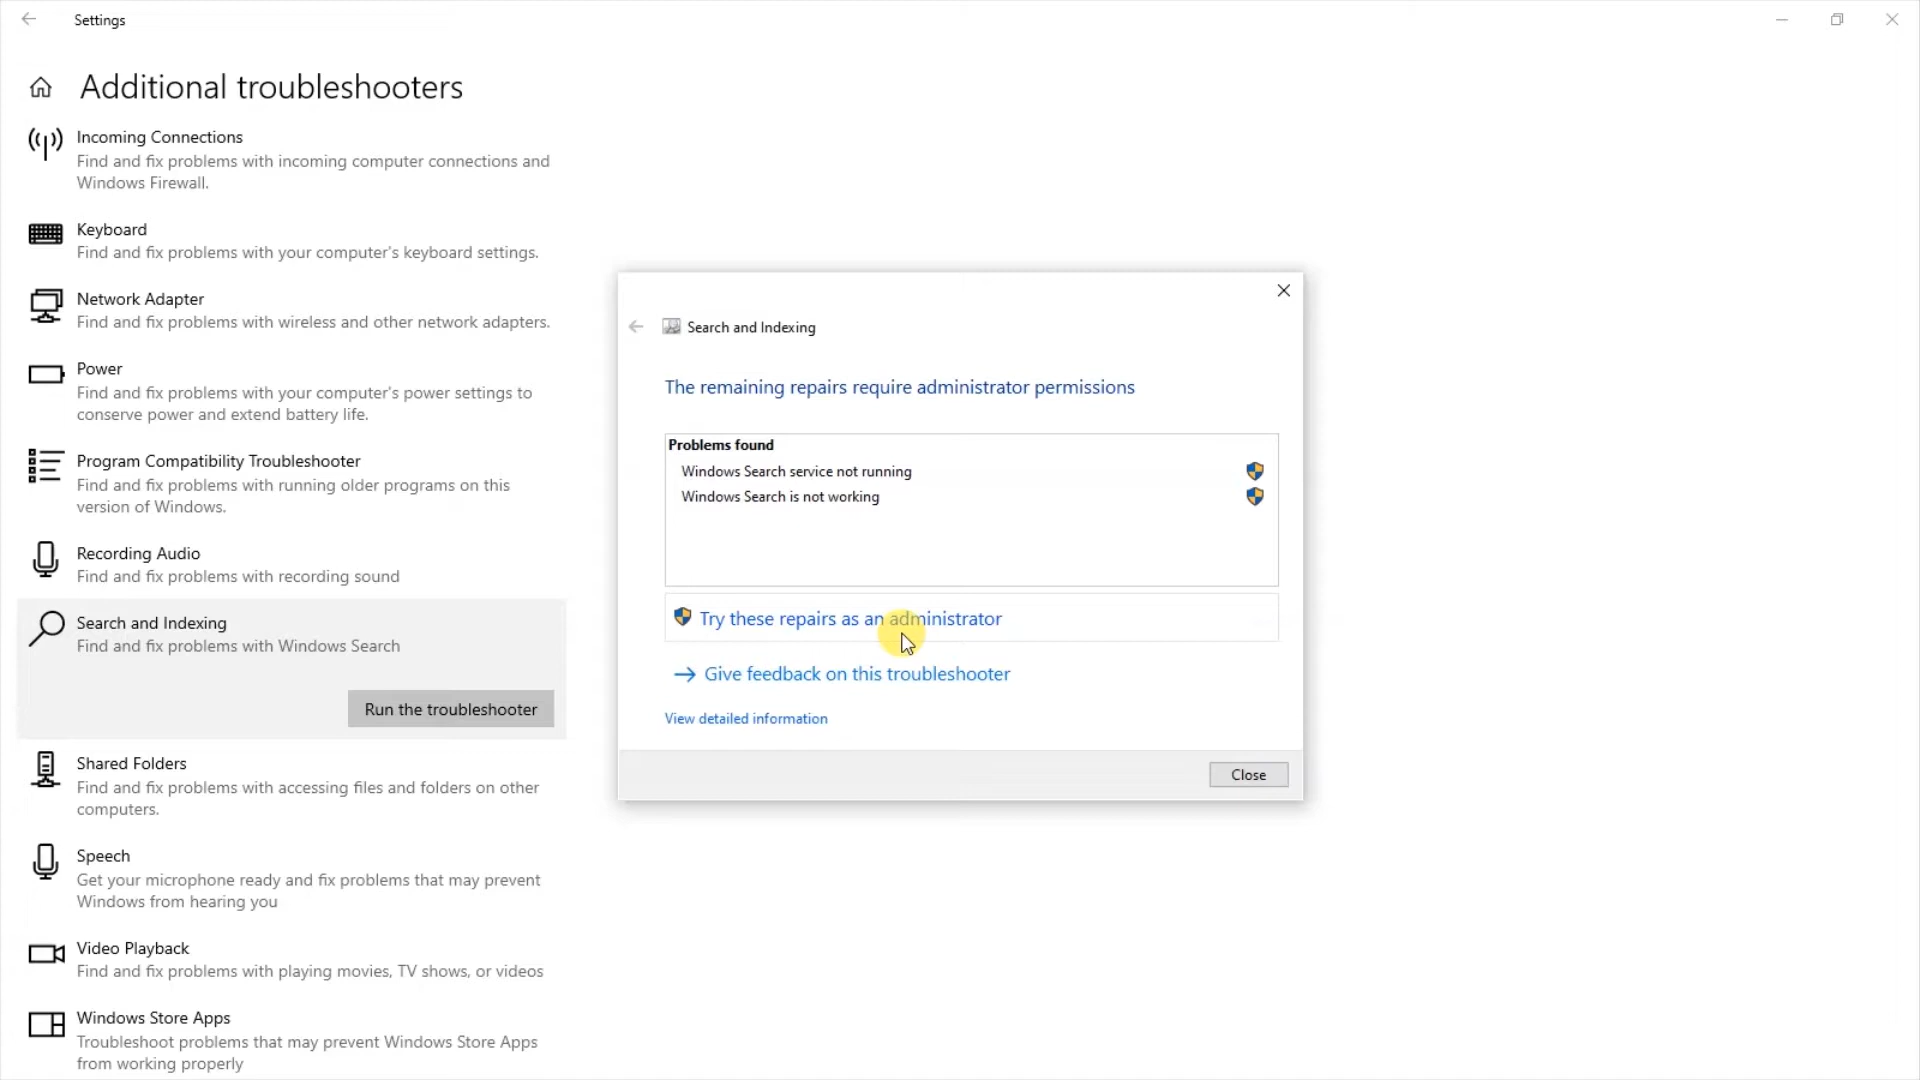 Settings
Additional troubleshooters
Incoming Connections
Find and fix problems with incoming computer connections and
Windows Firewall.
Keyboard
Find and fix problems with your computer's keyboard settings.
Network Adapter
Find and fix problems with wireless and other network adapters.
Power
Find and fix problems with your computer's power settings to
conserve power and extend battery life.
Program Compatibility Troubleshooter
Find and fix problems with running older programs on this
version of Windows.
Recording Audio
Find and fix problems with recording sound
Search and Indexing
Find and fix problems with Windows Search
Run the troubleshooter
Shared Folders
Find and fix problems with accessing files and folders on other
computers.
Speech
Get your microphone ready and fix problems that may prevent
Windows from hearing you
Video Playback
Find and fix problems with playing movies, TV shows, or videos
Windows Store Apps
Troubleshoot problems that may prevent Windows Store Apps
from working properly
Search and Indexing
The remaining repairs require administrator permissions
Problems found
Windows Search service not running
Windows Search is not working
Try these repairs as an administrator
Give feedback on this troubleshooter
View detailed information
Close